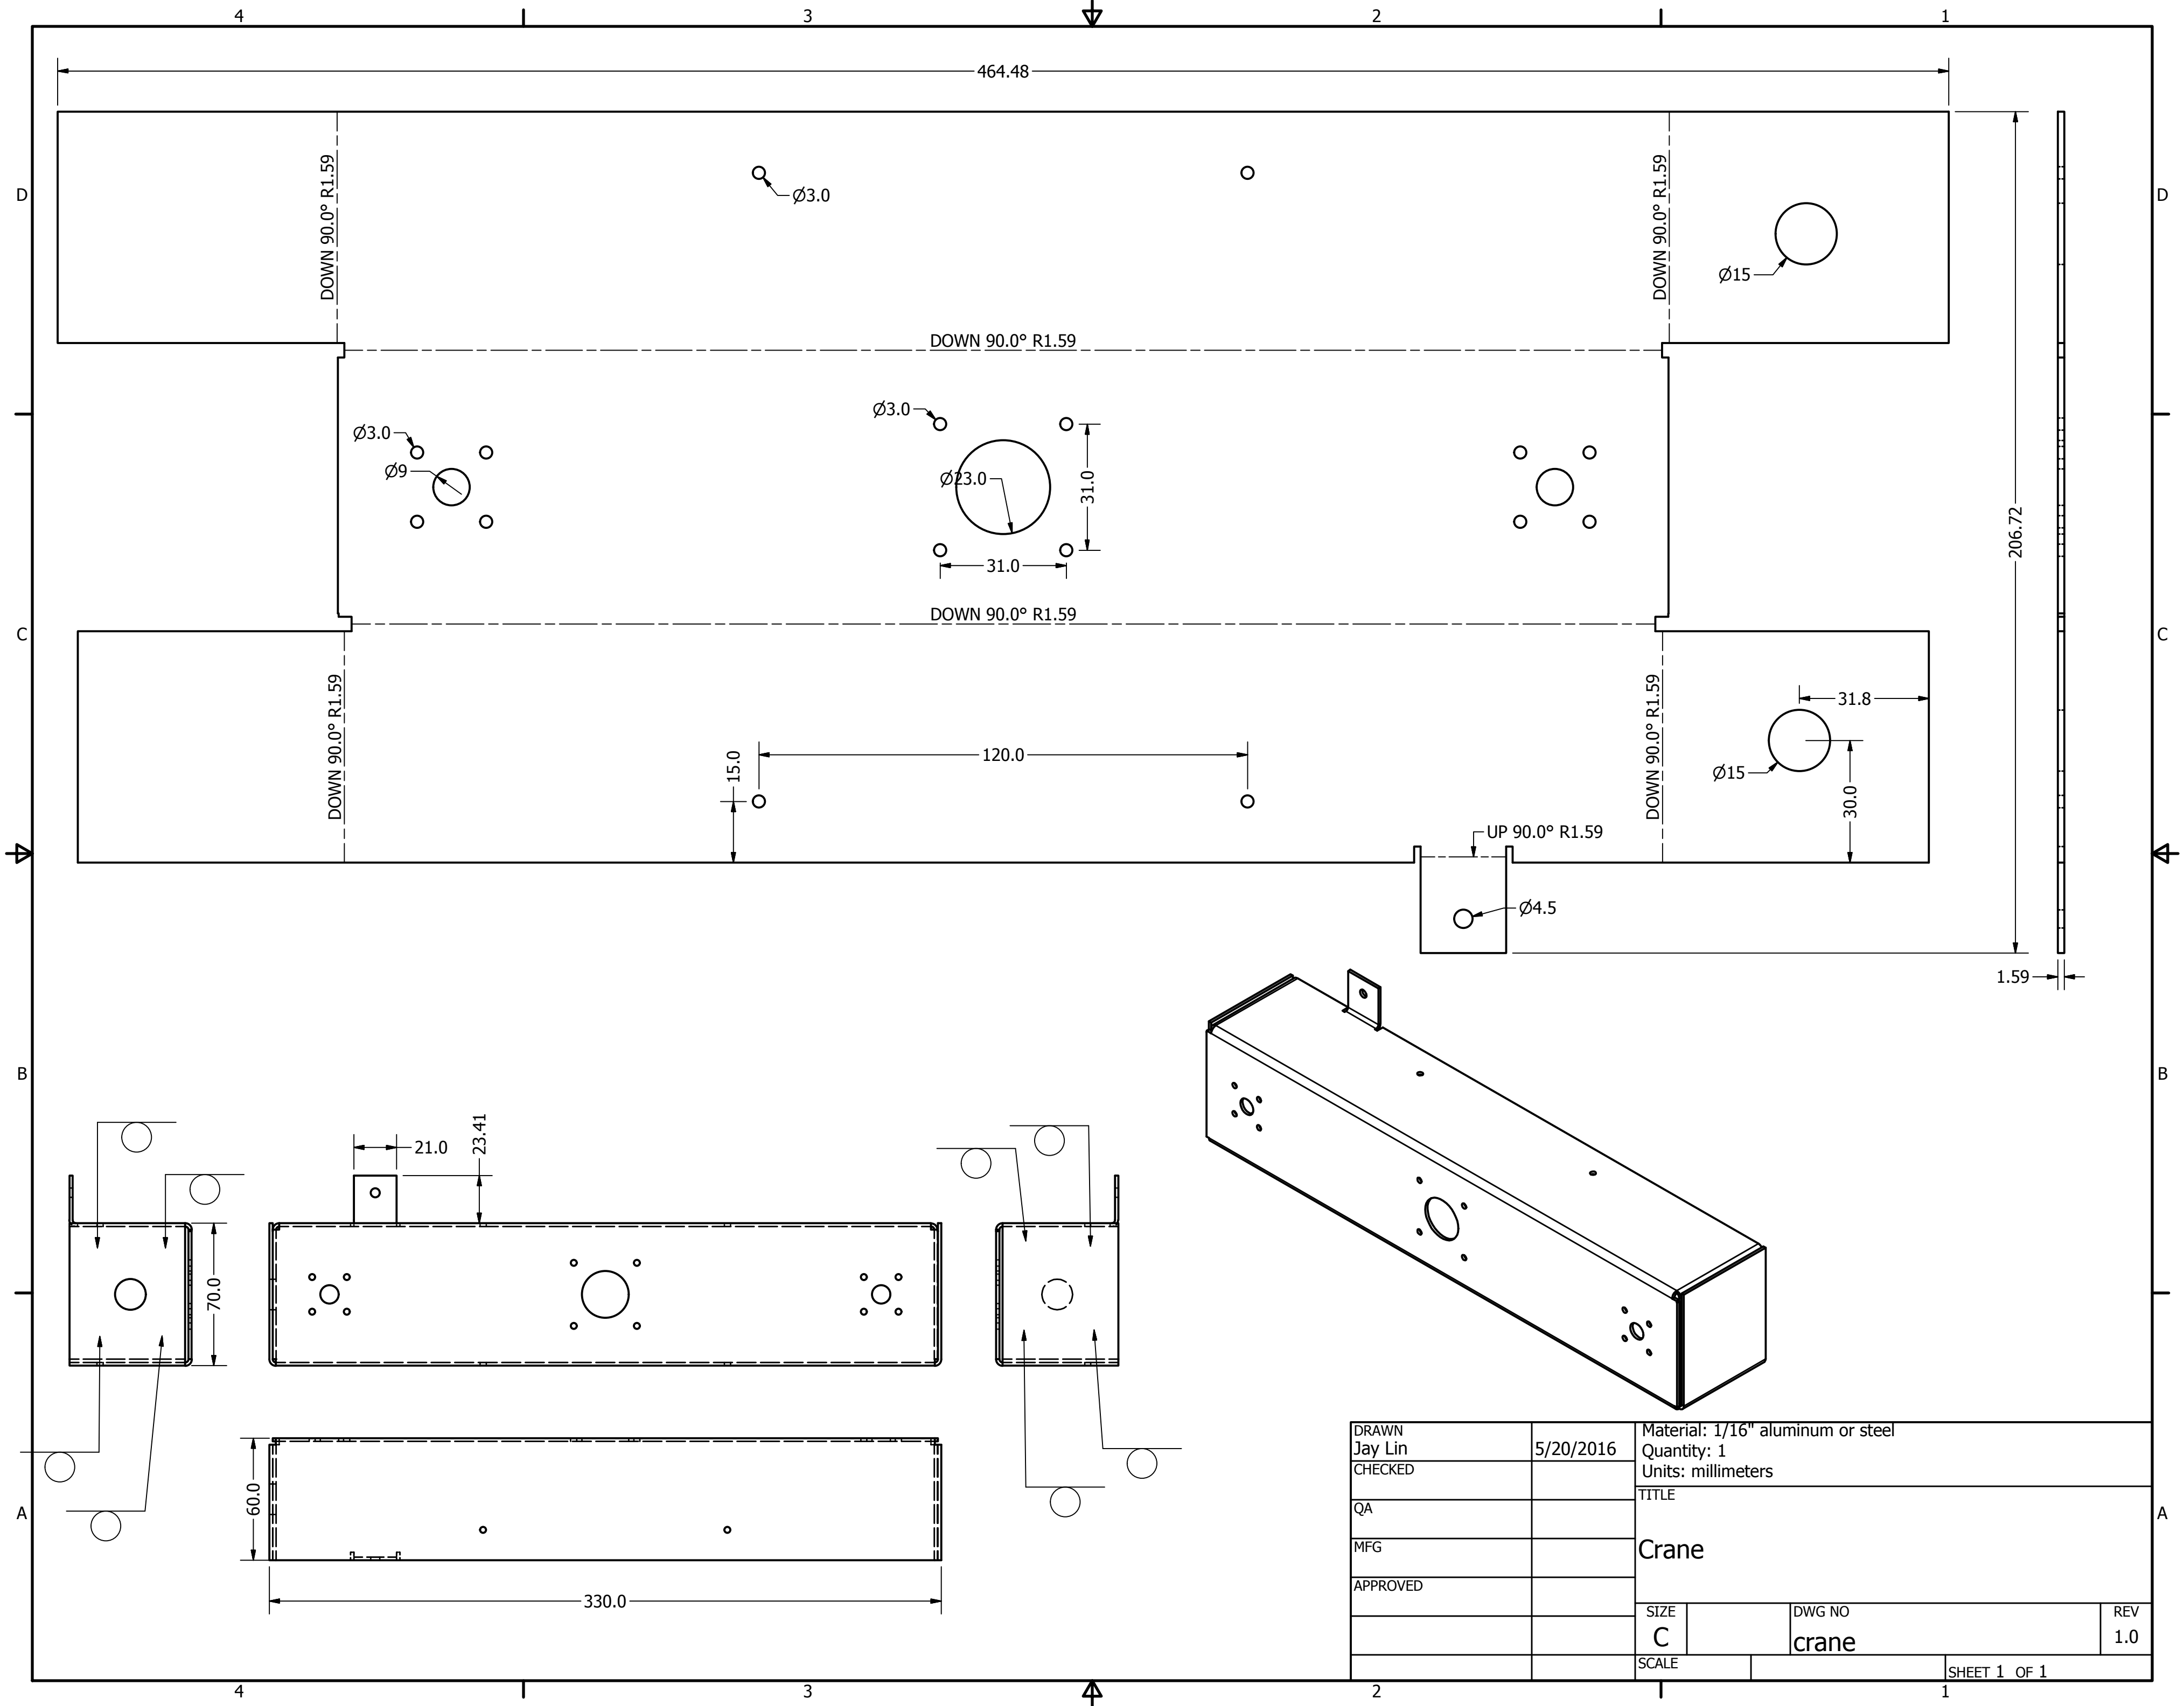 4 3 2 1
464.48
D
DOWN 90.0° R1.59
Ø3.0
DOWN 90.0° R1.59
Ø15
D
DOWN 90.0° R1.59
Ø3.0
Ø9
Ø3.0
Ø23.0
31.0
31.0
206.72
DOWN 90.0° R1.59
C
DOWN 90.0° R1.59
15.0
120.0
DOWN 90.0° R1.59
31.8
Ø15
30.0
C
UP 90.0° R1.59
Ø4.5
1.59
B
B
21.0
23.41
70.0
60.0
330.0
A
A
DRAWN
Jay Lin
5/20/2016
CHECKED
QA
MFG
APPROVED
Material: 1/16" aluminum or steel
Quantity: 1
Units: millimeters
TITLE
Crane
SIZE
C
DWG NO
crane
REV
1.0
SCALE
SHEET 1 OF 1
4 3 2 1